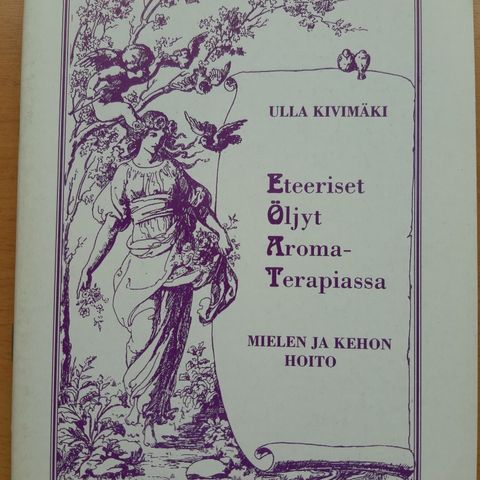 ULLA KIVIMÄKI
Eteeriset
Öljyt
Aroma-
Terapiassa
MIELEN JA KEHON
HOITO